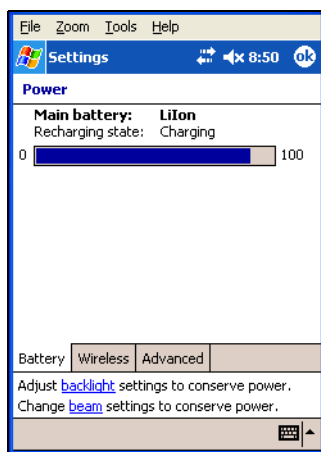 File Zoom Tools Help
Settings 8:50 ok
Power
Main battery: LiIon
Recharging state: Charging
0 100
Battery Wireless Advanced
Adjust backlight settings to conserve power.
Change beam settings to conserve power.